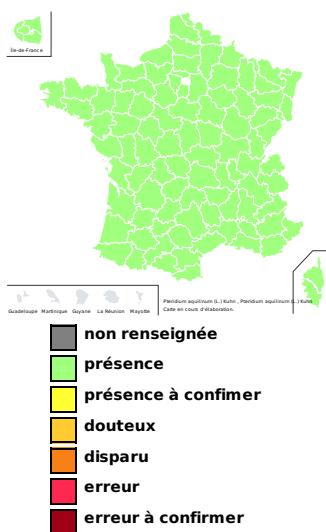 Île-de-France
Guadeloupe Martinique Guyane La Réunion Mayotte
Pteridium aquilinum (L.) Kuhn , Pteridium aquilinum (L.) Kuhn
Carte en cours d'élaboration.
non renseignée
présence
présence à confimer
douteux
disparu
erreur
erreur à confirmer